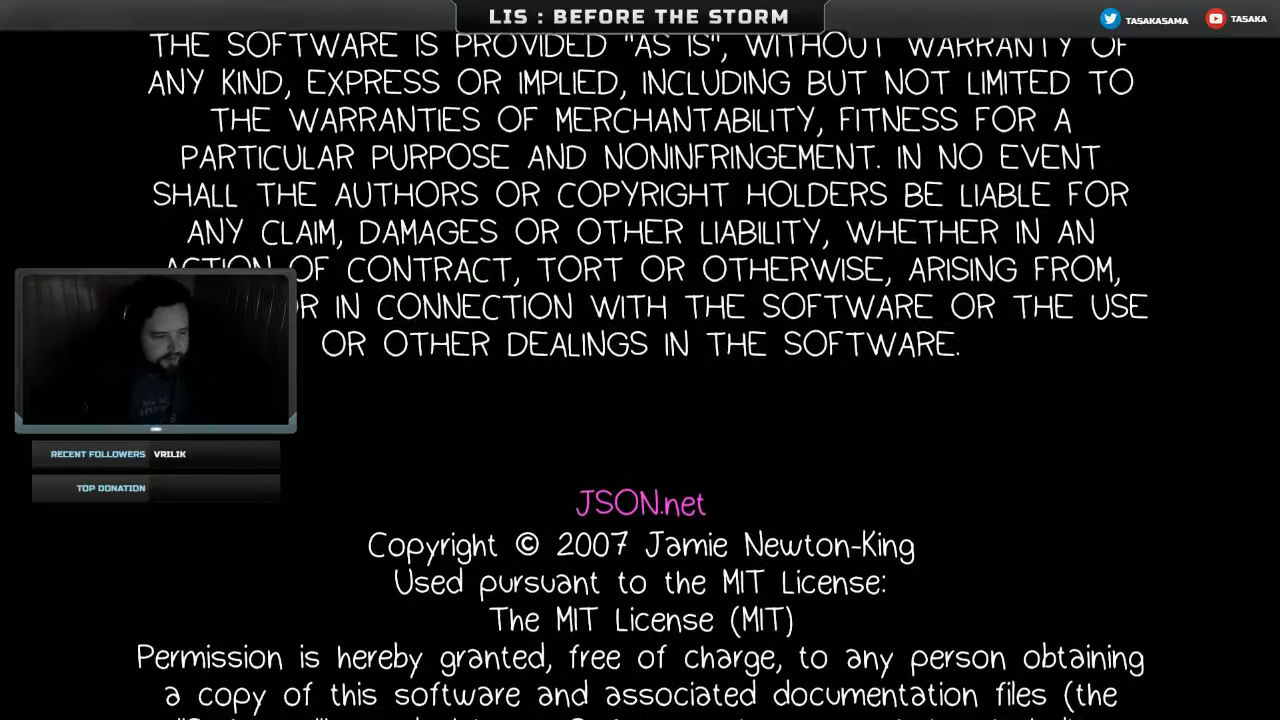 LIS : BEFORE THE STORM
TASAKASAMA
TASAKA
THE SOFTWARE IS PROVIDED "AS IS", WITHOUT WARRANTY OF
ANY KIND, EXPRESS OR IMPLIED, INCLUDING BUT NOT LIMITED TO
THE WARRANTIES OF MERCHANTABILITY, FITNESS FOR A
PARTICULAR PURPOSE AND NONINFRINGEMENT. IN NO EVENT
SHALL THE AUTHORS OR COPYRIGHT HOLDERS BE LIABLE FOR
ANY CLAIM, DAMAGES OR OTHER LIABILITY, WHETHER IN AN
ACTION OF CONTRACT, TORT OR OTHERWISE, ARISING FROM,
OR IN CONNECTION WITH THE SOFTWARE OR THE USE
OR OTHER DEALINGS IN THE SOFTWARE.
RECENT FOLLOWERS VRILIK
TOP DONATION
JSON.net
Copyright © 2007 Jamie Newton-King
Used pursuant to the MIT License:
The MIT License (MIT)
Permission is hereby granted, free of charge, to any person obtaining
a copy of this software and associated documentation files (the